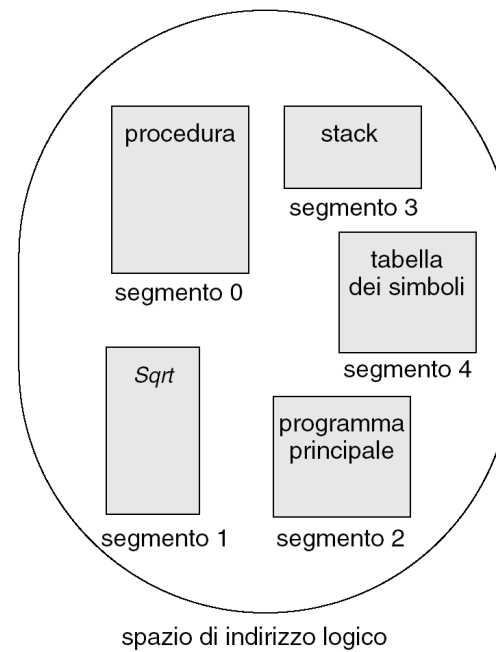 procedura
segmento 0
stack
segmento 3
tabella
dei simboli
segmento 4
Sqrt
segmento 1
programma
principale
segmento 2
spazio di indirizzo logico